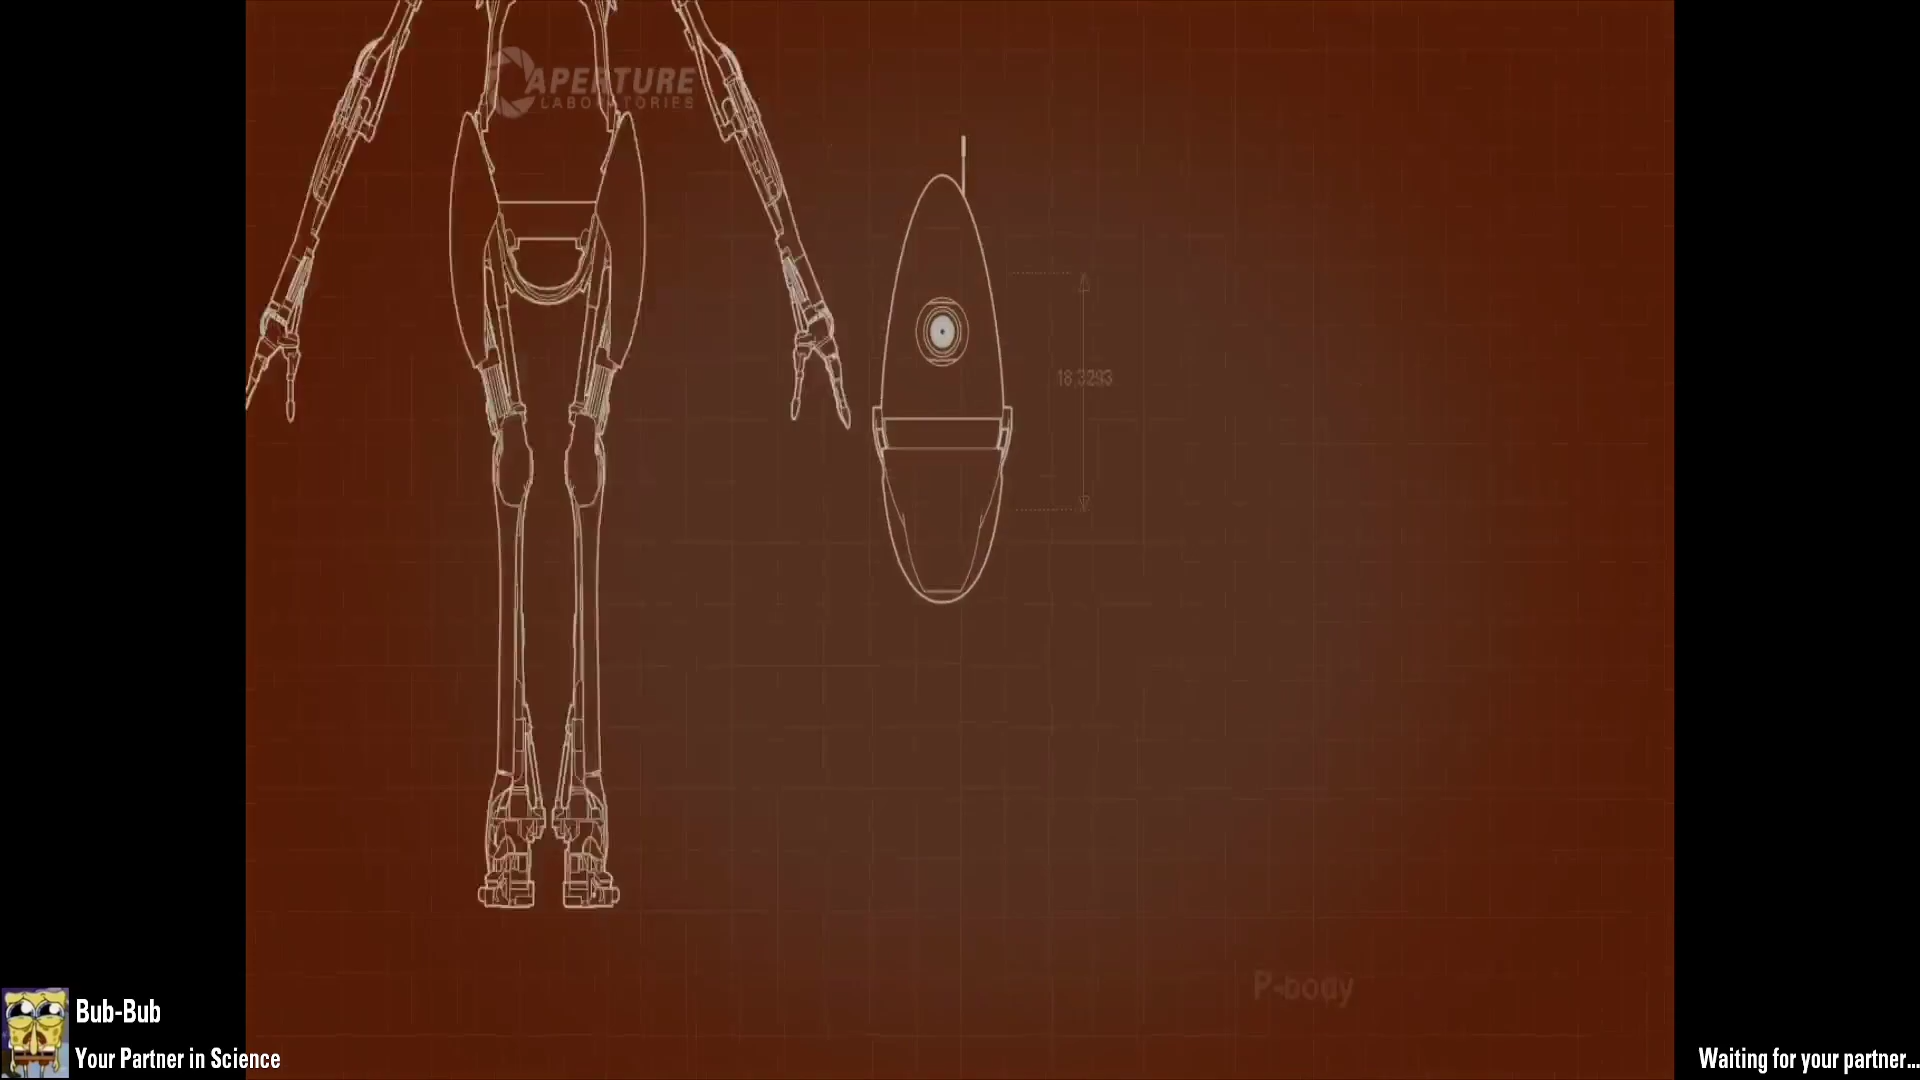 APERTURE
LABORATORIES
18.3293
P-body
Bub-Bub
Your Partner in Science
Waiting for your partner...